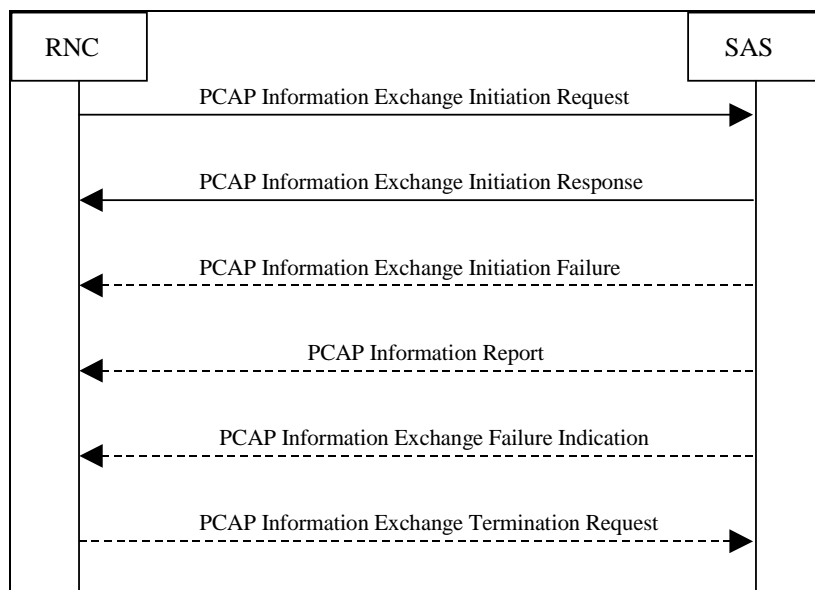 RNC
SAS
PCAP Information Exchange Initiation Request
PCAP Information Exchange Initiation Response
PCAP Information Exchange Initiation Failure
PCAP Information Report
PCAP Information Exchange Failure Indication
PCAP Information Exchange Termination Request